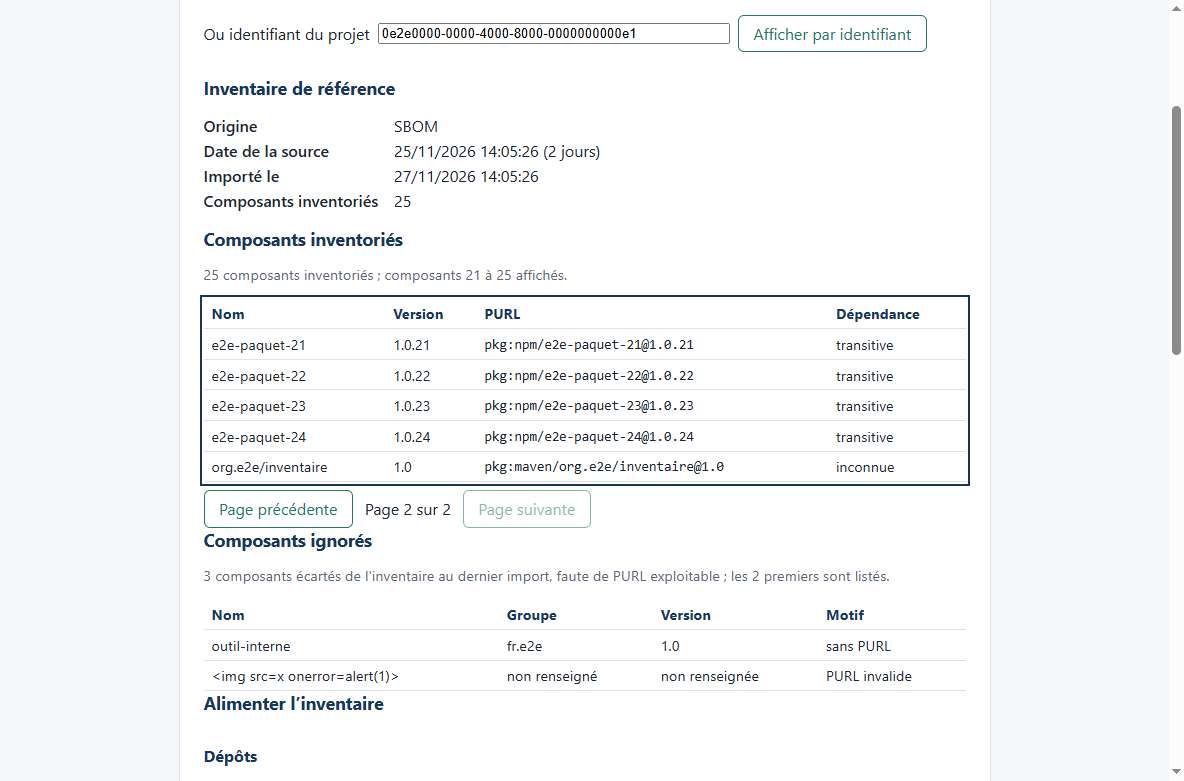 Ou identifiant du projet 0e2e0000-0000-4000-8000-0000000000e1 Afficher par identifiant
Inventaire de référence
Origine SBOM
Date de la source 25/11/2026 14:05:26 (2 jours)
Importé le 27/11/2026 14:05:26
Composants inventoriés 25
Composants inventoriés
25 composants inventoriés ; composants 21 à 25 affichés.
Nom Version PURL Dépendance
e2e-paquet-21 1.0.21 pkg:npm/e2e-paquet-21@1.0.21 transitive
e2e-paquet-22 1.0.22 pkg:npm/e2e-paquet-22@1.0.22 transitive
e2e-paquet-23 1.0.23 pkg:npm/e2e-paquet-23@1.0.23 transitive
e2e-paquet-24 1.0.24 pkg:npm/e2e-paquet-24@1.0.24 transitive
org.e2e/inventaire 1.0 pkg:maven/org.e2e/inventaire@1.0 inconnue
Page précédente Page 2 sur 2 Page suivante
Composants ignorés
3 composants écartés de l'inventaire au dernier import, faute de PURL exploitable ; les 2 premiers sont listés.
Nom Groupe Version Motif
outil-interne fr.e2e 1.0 sans PURL
<img src=x onerror=alert(1)> non renseigné non renseignée PURL invalide
Alimenter l’inventaire
Dépôts